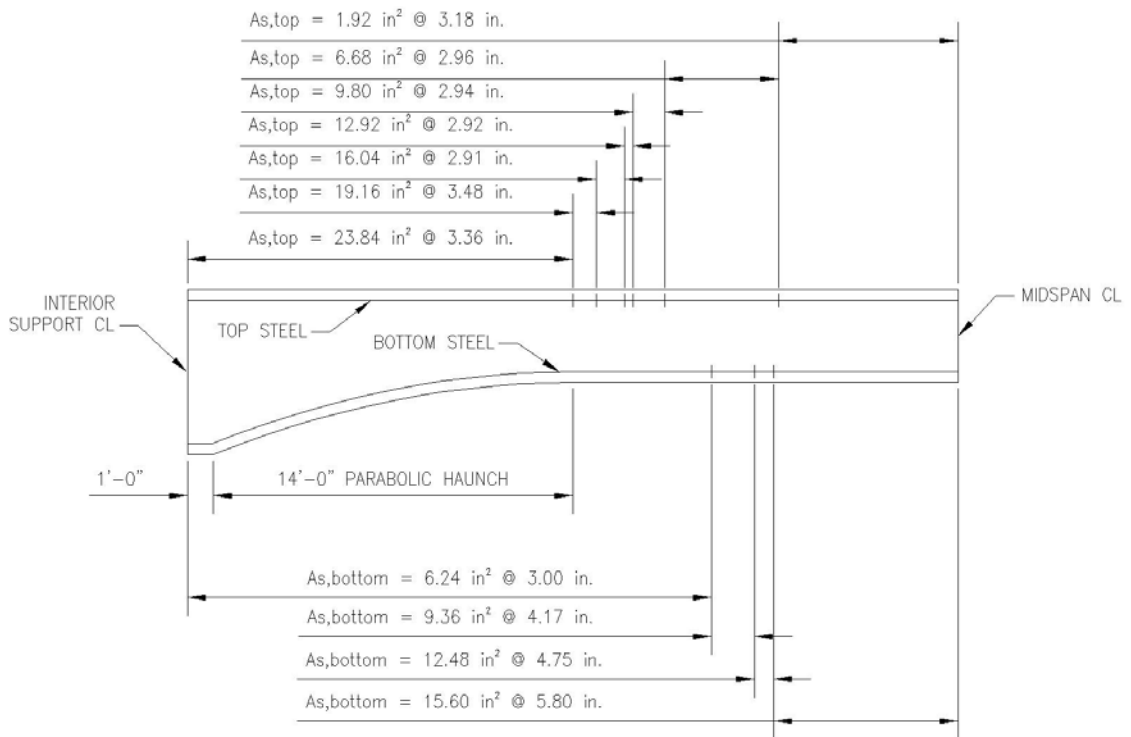 As,top = 1.92 in² @ 3.18 in.
As,top = 6.68 in² @ 2.96 in.
As,top = 9.80 in² @ 2.94 in.
As,top = 12.92 in² @ 2.92 in.
As,top = 16.04 in² @ 2.91 in.
As,top = 19.16 in² @ 3.48 in.
As,top = 23.84 in² @ 3.36 in.
INTERIOR
SUPPORT CL
TOP STEEL
BOTTOM STEEL
MIDSPAN CL
1'-0"
14'-0" PARABOLIC HAUNCH
As,bottom = 6.24 in² @ 3.00 in.
As,bottom = 9.36 in² @ 4.17 in.
As,bottom = 12.48 in² @ 4.75 in.
As,bottom = 15.60 in² @ 5.80 in.